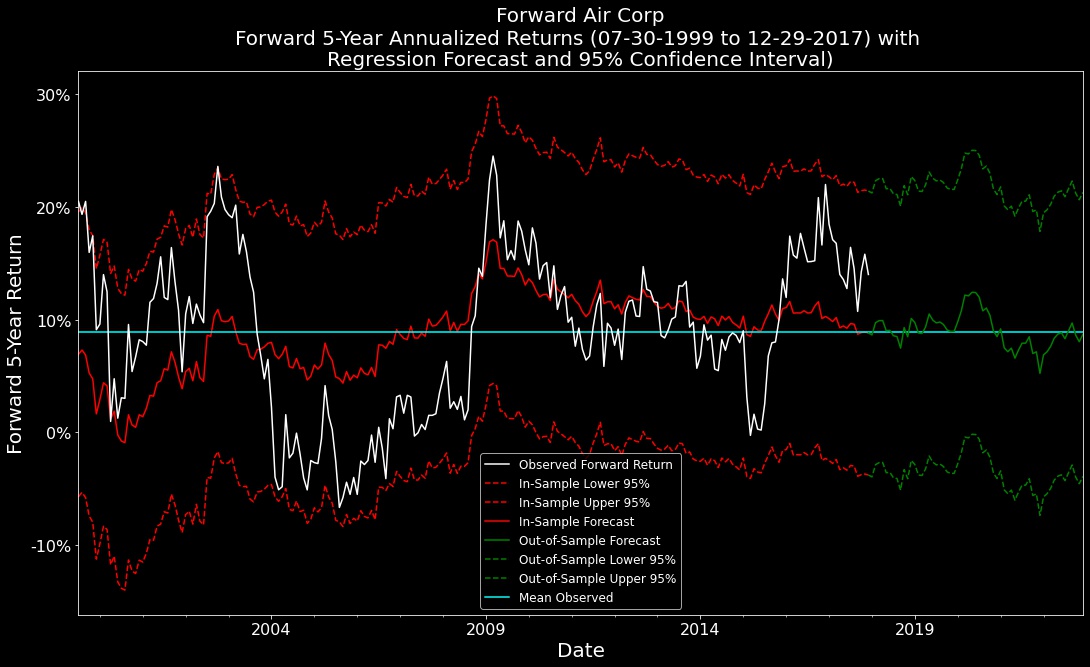 Forward Air Corp
Forward 5-Year Annualized Returns (07-30-1999 to 12-29-2017) with
Regression Forecast and 95% Confidence Interval)
Forward 5-Year Return
30%
20%
10%
0%
-10%
Observed Forward Return
In-Sample Lower 95%
In-Sample Upper 95%
In-Sample Forecast
Out-of-Sample Forecast
Out-of-Sample Lower 95%
Out-of-Sample Upper 95%
Mean Observed
2004
2009
2014
2019
Date